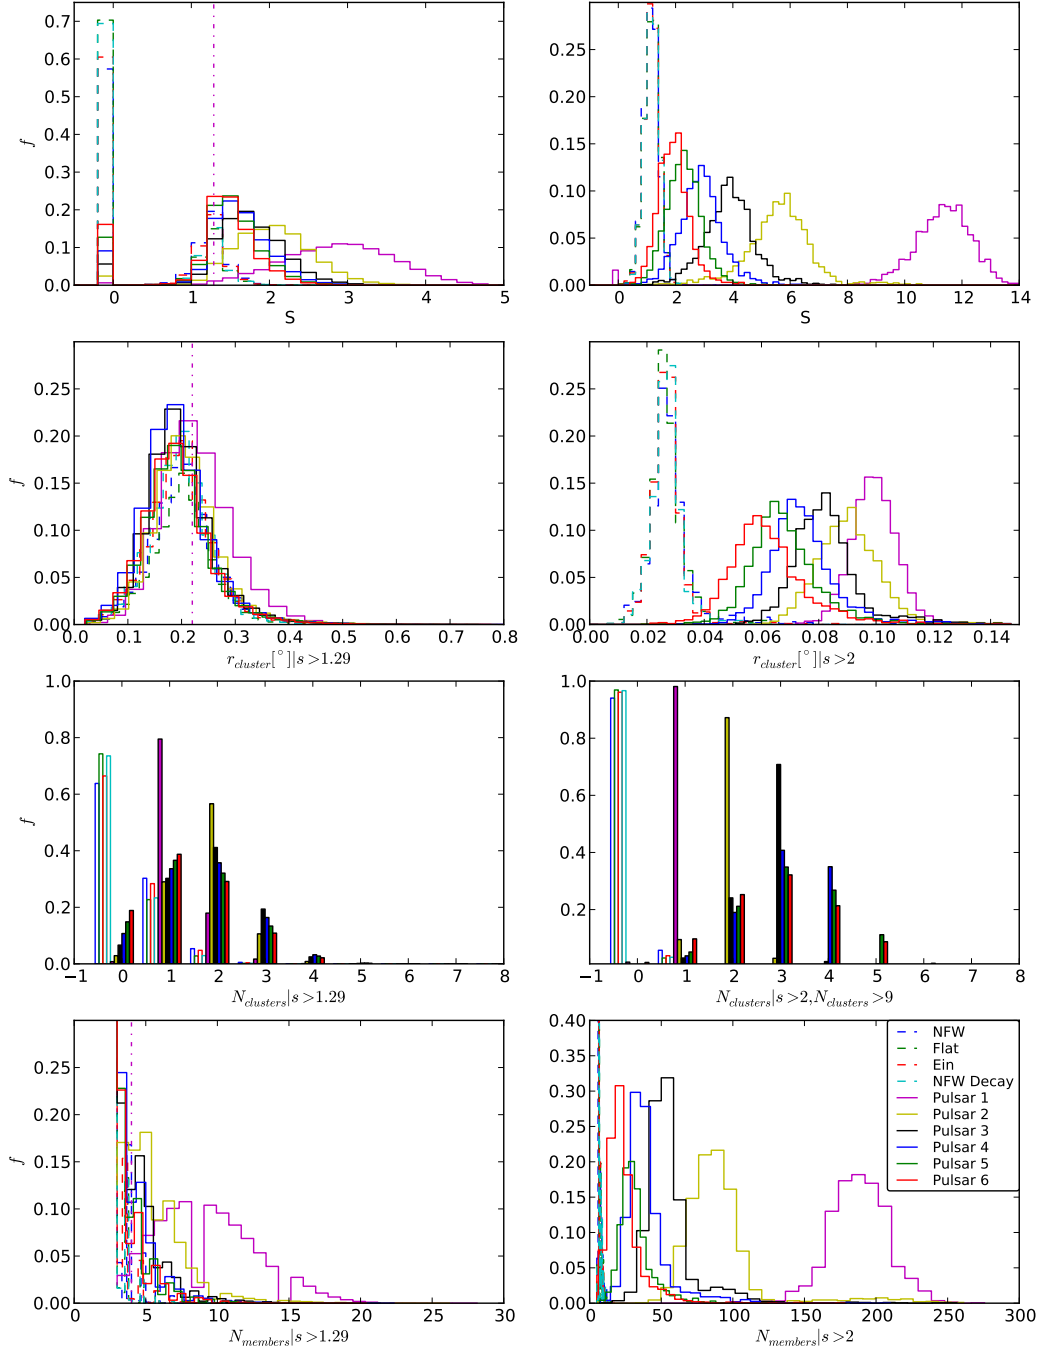 0.7
0.6
0.5
0.4
0.3
0.2
0.1
0.0
f
0 1 2 3 4 5
S
0.25
0.20
0.15
0.10
0.05
0.00
0 2 4 6 8 10 12 14
S
0.25
0.20
0.15
0.10
0.05
0.00
f
0.0 0.1 0.2 0.3 0.4 0.5 0.6 0.7 0.8
r_cluster[°]|s>1.29
0.25
0.20
0.15
0.10
0.05
0.00
0.00 0.02 0.04 0.06 0.08 0.10 0.12 0.14
r_cluster[°]|s>2
1.0
0.8
0.6
0.4
0.2
0.0
f
−1 0 1 2 3 4 5 6 7 8
N_clusters|s>1.29
1.0
0.8
0.6
0.4
0.2
−1 0 1 2 3 4 5 6 7 8
N_clusters|s>2,N_clusters>9
0.25
0.20
0.15
0.10
0.05
0.00
f
0 5 10 15 20 25 30
N_members|s>1.29
0.40
0.35
0.30
0.25
0.20
0.15
0.10
0.05
0.00
0 50 100 150 200 250 300
N_members|s>2
NFW
Flat
Ein
NFW Decay
Pulsar 1
Pulsar 2
Pulsar 3
Pulsar 4
Pulsar 5
Pulsar 6